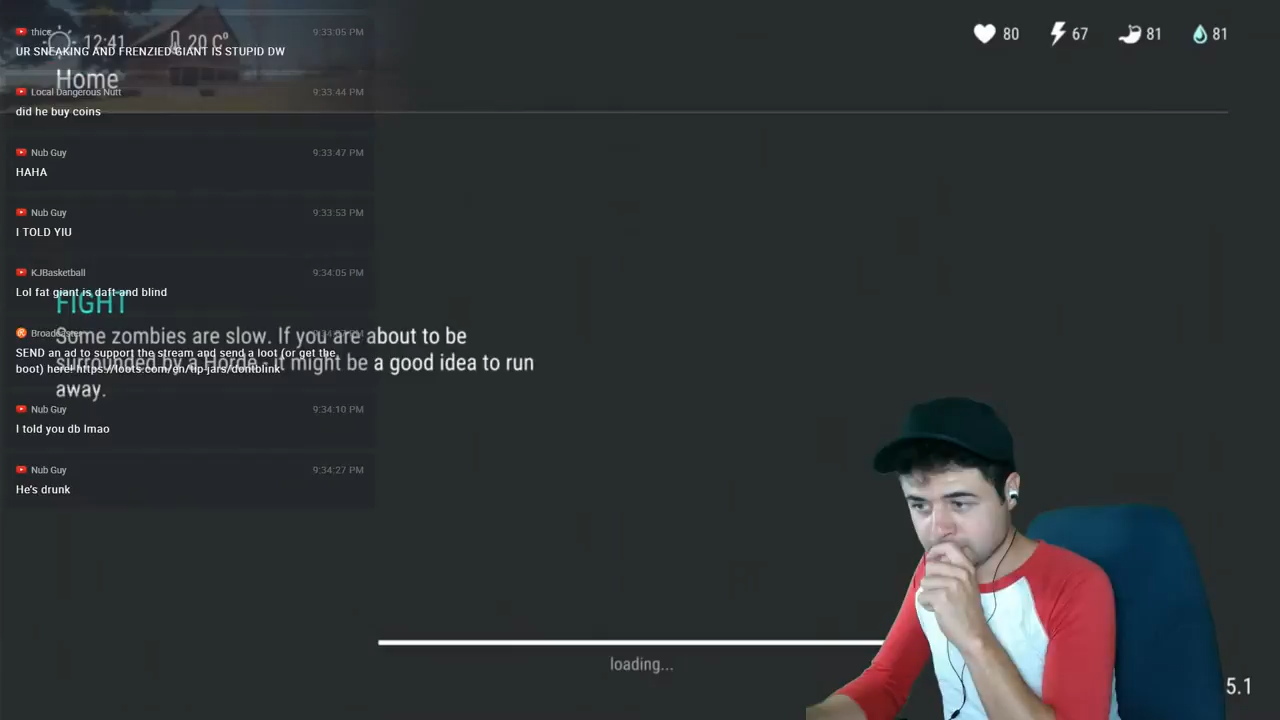 thice 9:33:05 PM
12:41 20 C°
UR SNEAKING AND FRENZIED GIANT IS STUPID DW
80 67 81 81
Home
Local Dangerous Nutt 9:33:44 PM
did he buy coins
Nub Guy 9:33:47 PM
HAHA
Nub Guy 9:33:53 PM
I TOLD YIU
KJBasketball 9:34:05 PM
Lol fat giant is daft and blind
FIGHT
Broadcaster
Some zombies are slow. If you are about to be
surrounded by a Horde - it might be a good idea to run
away.
SEND an ad to support the stream and send a loot (or get the
boot) here! https://loots.com/en/tip-jars/dontblink
Nub Guy 9:34:10 PM
I told you db lmao
Nub Guy 9:34:27 PM
He's drunk
loading...
5.1